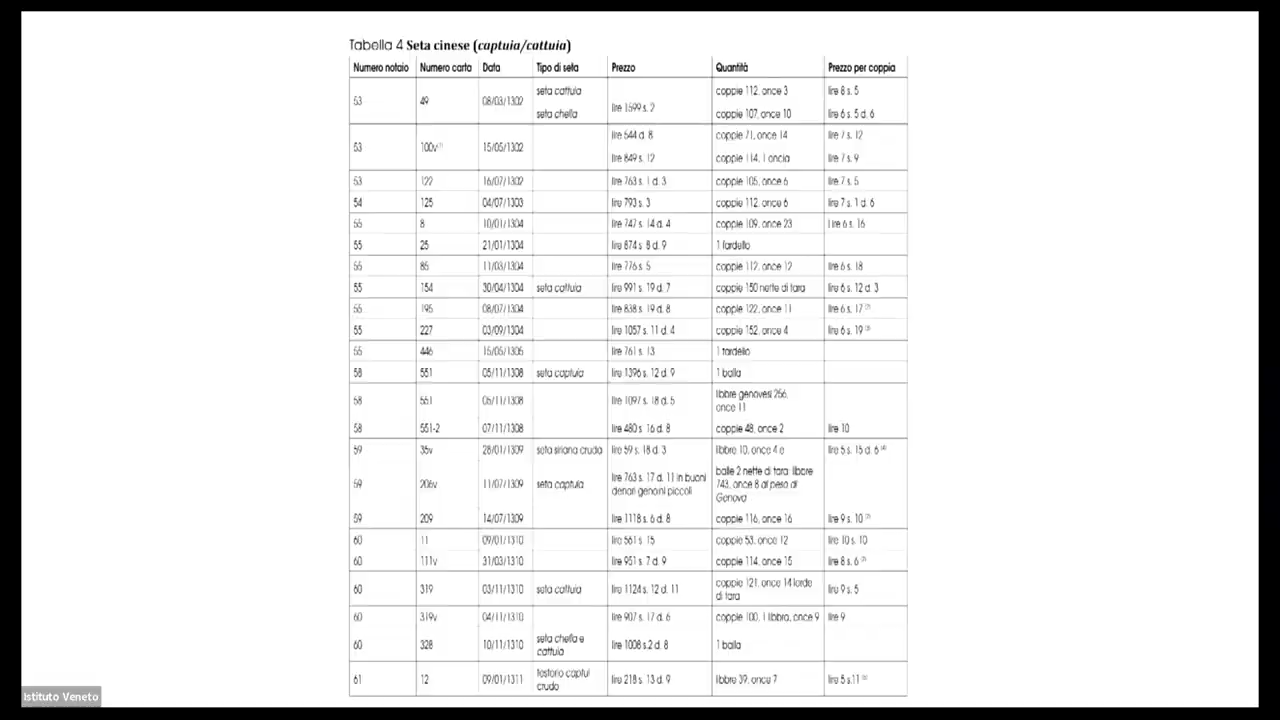 Tabella 4 Seta cinese (captuia/cattuia)
Numero notaio Numero carta Data Tipo di seta Prezzo Quantità Prezzo per coppia
53 49 08/03/1302 seta cattuia lire 1599 s. 2 coppie 112, once 3 lire 8 s. 5
seta chella coppie 107, once 10 lire 6 s. 5 d. 6
53 100v 15/05/1302 lire 544 d. 8 coppie 71, once 14 lire 7 s. 12
lire 849 s. 12 coppie 114, 1 oncia lire 7 s. 9
53 122 16/07/1302 lire 763 s. 1 d. 3 coppie 105, once 6 lire 7 s. 5
54 125 04/07/1303 lire 793 s. 3 coppie 112, once 6 lire 7 s. 1 d. 6
55 8 10/01/1304 lire 747 s. 14 d. 4 coppie 109, once 23 lire 6 s. 16
55 25 21/01/1304 lire 874 s 8 d. 9 1 fardello
55 85 11/03/1304 lire 776 s. 5 coppie 112, once 12 lire 6 s. 18
55 154 30/04/1304 seta cattuia lire 991 s. 19 d. 7 coppie 150 nette di tara lire 6 s. 12 d. 3
55 195 08/07/1304 lire 838 s. 19 d. 8 coppie 122, once 11 lire 6 s. 17
55 227 03/09/1304 lire 1057 s. 11 d. 4 coppie 152, once 4 lire 6 s. 19
55 446 lire 761 s. 13 1 fardello
58 551 05/11/1308 seta captuia lire 1396 s. 12 d. 9 1 balla
58 551 lire 1097 s. 18 d. 5 libbre genovesi 256,
once 11
58 551-2 07/11/1308 lire 480 s. 16 d. 8 coppie 48, once 2 lire 10
59 35v 28/01/1309 seta siriana cruda lire 59 s. 18 d. 3 libbre 10, once 4 e lire 5 s. 15 d. 6
59 206v 11/07/1309 seta captuia lire 763 s. 17 d. 11 in buoni
denari genoini piccoli balle 2 nette di tara libbre
743, once 8 al peso di
Genova
59 209 14/07/1309 lire 1118 s. 6 d. 8 coppie 116, once 16 lire 9 s. 10
60 11 09/01/1310 lire 561 s. 15 coppie 53, once 12 lire 10 s. 10
60 111v 31/03/1310 lire 951 s. 7 d. 9 coppie 114, once 15 lire 8 s. 6
60 319 03/11/1310 seta cattuia lire 1124 s. 12 d. 11 coppie 121, once 14 lorde
di tara lire 9 s. 5
60 319v 04/11/1310 lire 907 s. 17 d. 6 coppie 100, 1 libbra, once 9 lire 9
60 328 10/11/1310 seta chella e
cattuia lire 1008 s.2 d. 8 1 balla
61 12 09/01/1311 captui
crudo lire 218 s. 13 d. 9 libbre 39, once 7 lire 5 s.11
Istituto Veneto